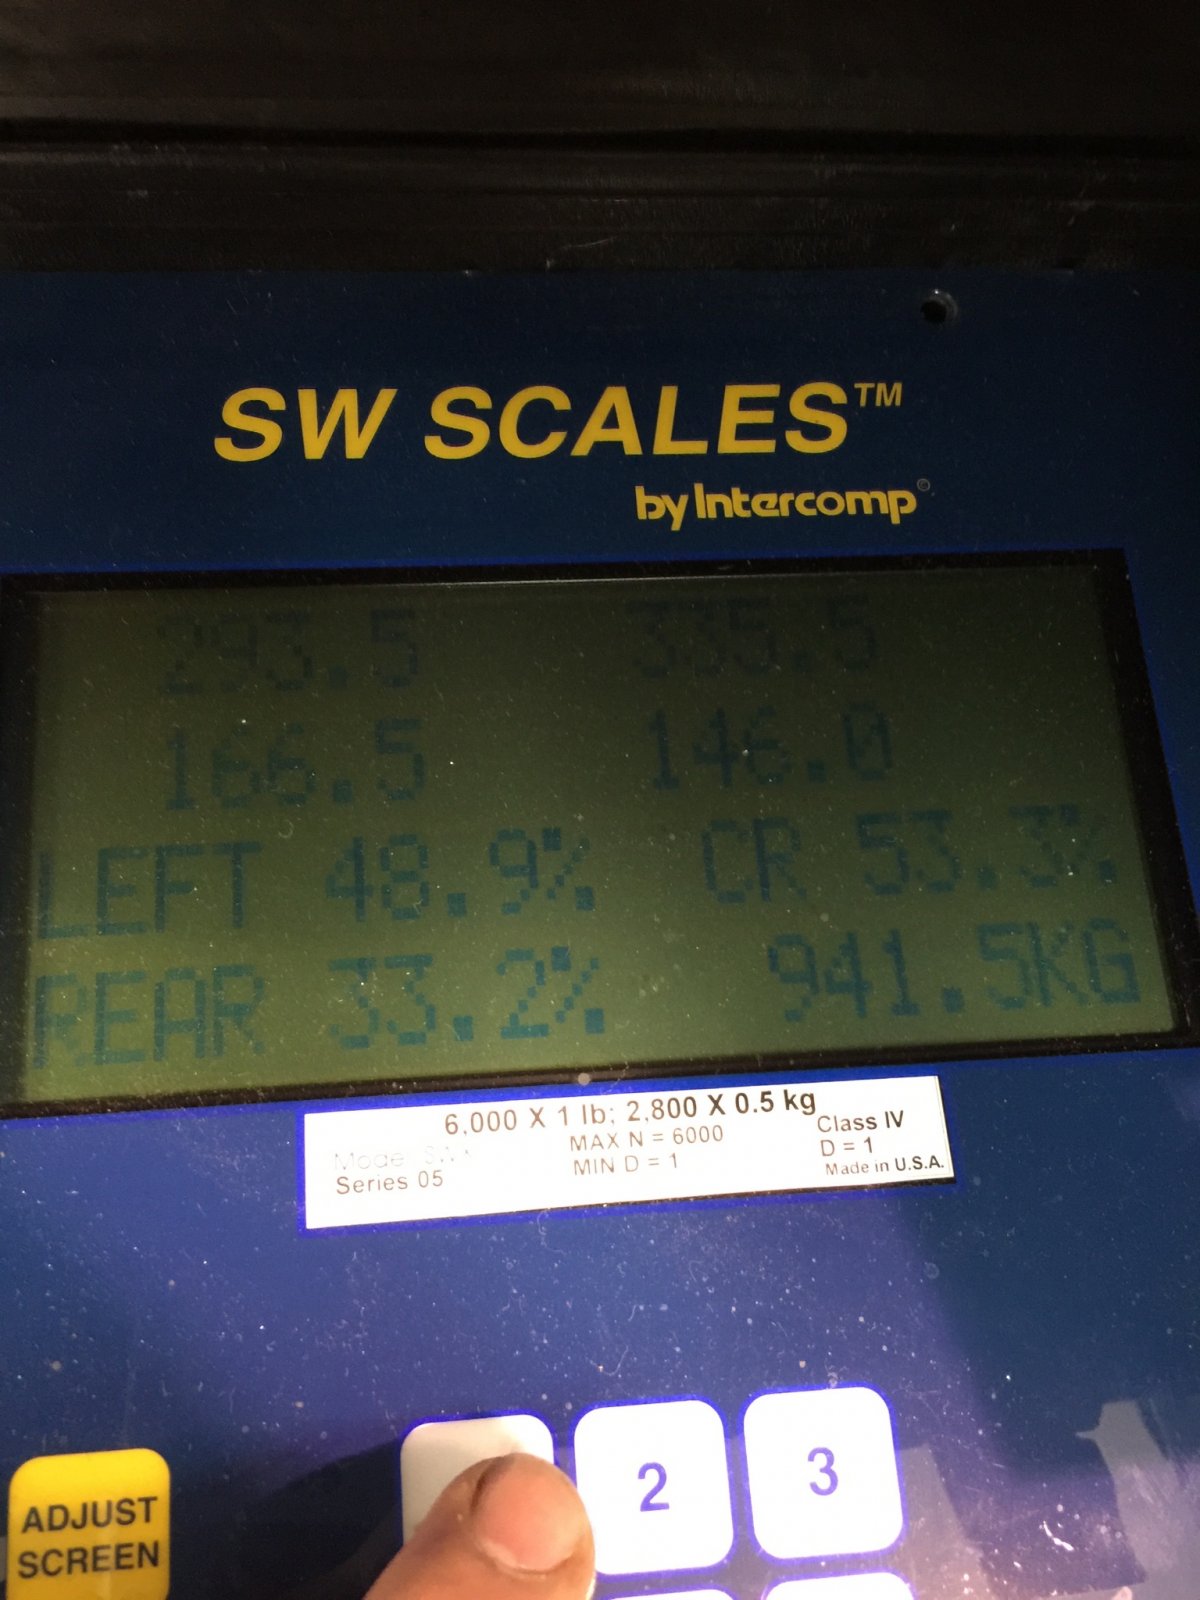 SW SCALES™
by Intercomp©
293.5 335.5
166.5 146.0
LEFT 48.9% CR 53.3%
REAR 33.2% 941.5KG
6,000 X 1 lb; 2,800 X 0.5 kg
MAX N = 6000 Class IV
Series 05 MIN D = 1 D = 1
Made in U.S.A.
2 3
ADJUST
SCREEN